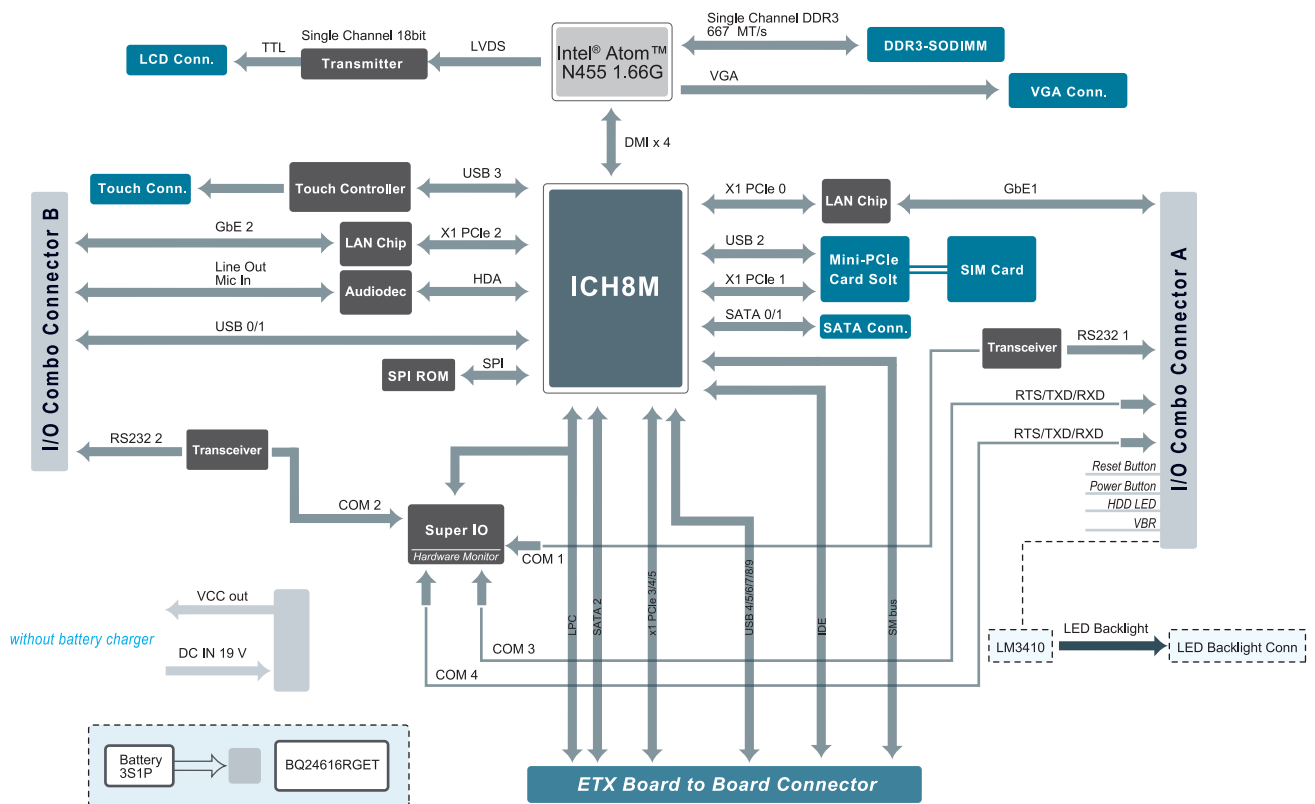 Single Channel 18bit
TTL
LVDS
LCD Conn.
Transmitter
Intel® Atom™
N455 1.66G
Single Channel DDR3
667 MT/s
DDR3-SODIMM
VGA
VGA Conn.
DMI x 4
Touch Conn.
Touch Controller
USB 3
I/O Combo Connector B
GbE 2
LAN Chip
X1 PCIe 2
Line Out
Mic In
Audiodec
HDA
USB 0/1
SPI ROM
SPI
ICH8M
X1 PCIe 0
LAN Chip
GbE1
USB 2
X1 PCIe 1
Mini-PCIe
Card Solt
SIM Card
SATA 0/1
SATA Conn.
I/O Combo Connector A
Transceiver
RS232 1
RTS/TXD/RXD
RTS/TXD/RXD
Reset Button
Power Button
HDD LED
VBR
RS232 2
Transceiver
COM 2
Super IO
Hardware Monitor
COM 1
COM 3
COM 4
LPC
SATA 2
x1 PCIe 3/4/5
USB 4/5/6/7/8/9
IDE
SM bus
VCC out
without battery charger
DC IN 19 V
LM3410
LED Backlight
LED Backlight Conn
Battery
3S1P
BQ24616RGET
ETX Board to Board Connector